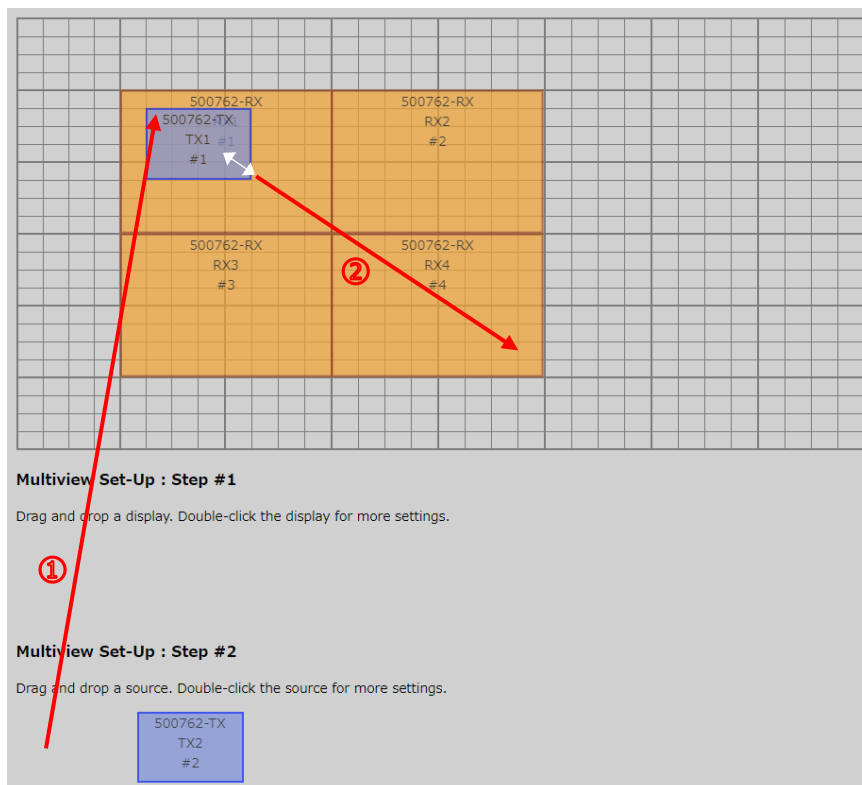 500762-RX
RX1
#1
500762-TX
TX1
#1
500762-RX
RX2
#2
500762-RX
RX3
#3
500762-RX
RX4
#4
②
Multiview Set-Up : Step #1
Drag and drop a display. Double-click the display for more settings.
①
Multiview Set-Up : Step #2
Drag and drop a source. Double-click the source for more settings.
500762-TX
TX2
#2